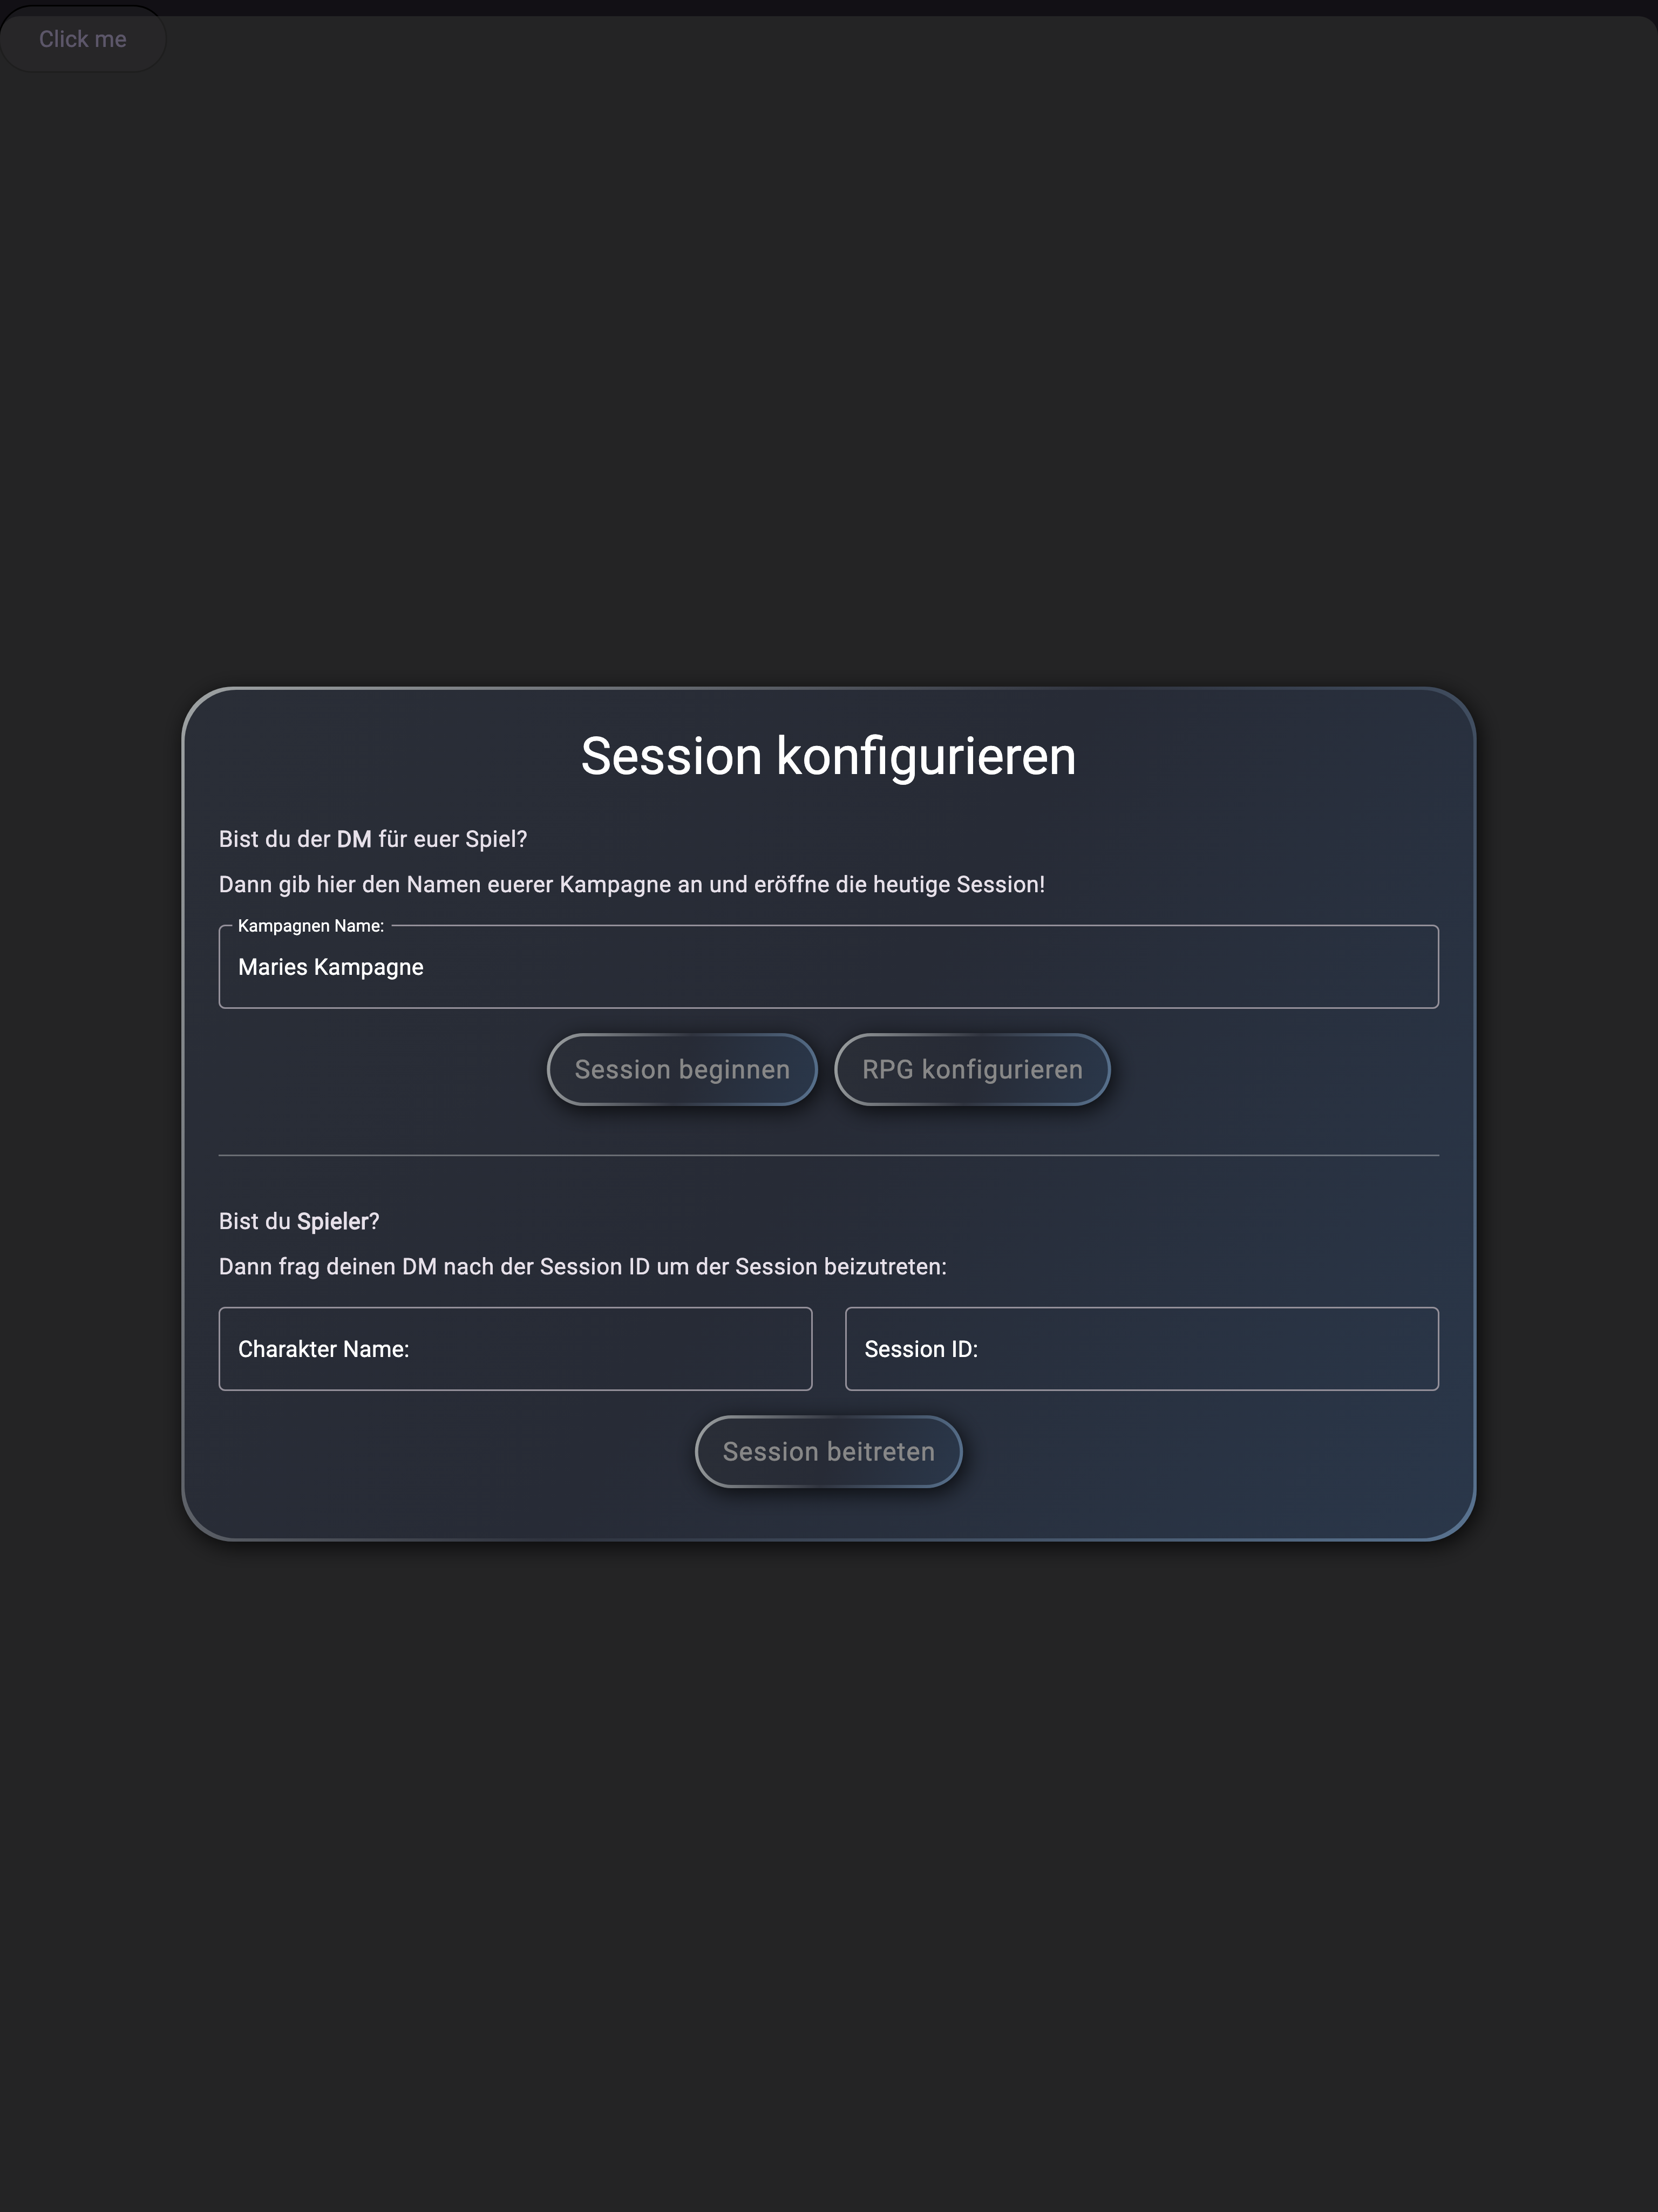 Click me
Session konfigurieren
Bist du der DM für euer Spiel?
Dann gib hier den Namen euerer Kampagne an und eröffne die heutige Session!
Kampagnen Name:
Maries Kampagne
Session beginnen
RPG konfigurieren
Bist du Spieler?
Dann frag deinen DM nach der Session ID um der Session beizutreten:
Charakter Name:
Session ID:
Session beitreten